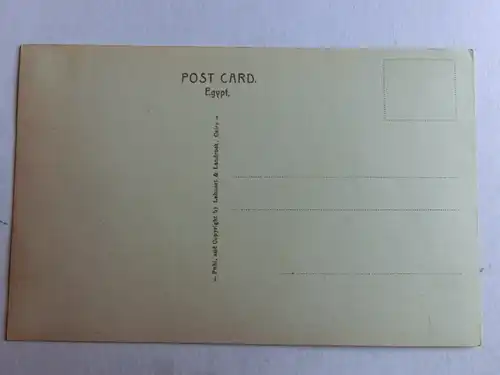 POST CARD.
Egypt.
— Publ. and Copyright by Lehnert & Landrock, Cairo —